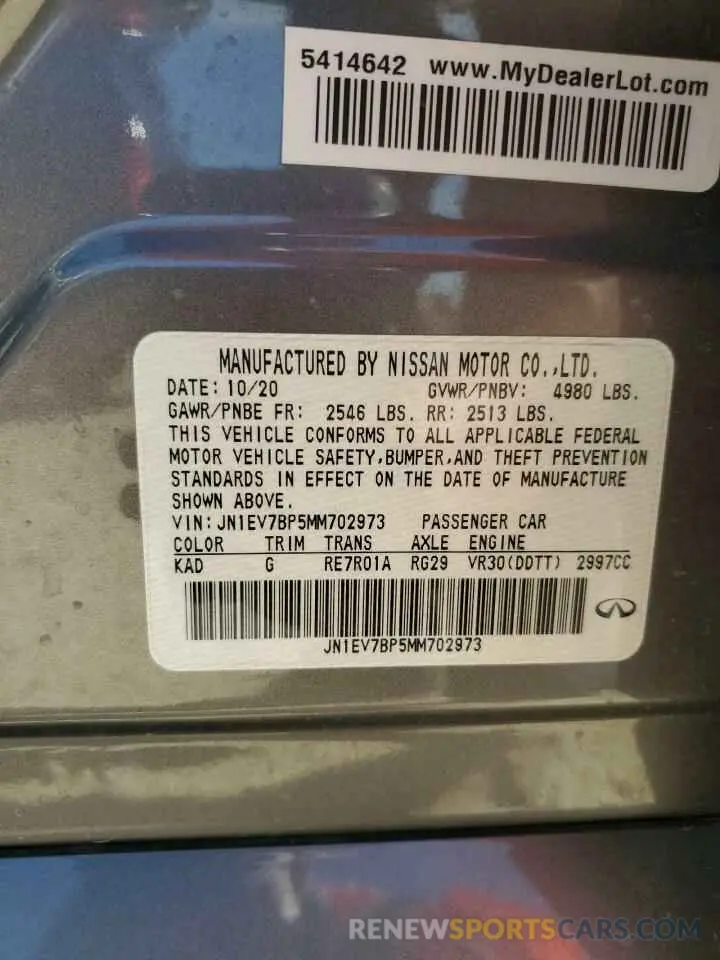 5414642 www.MyDealerLot.com
MANUFACTURED BY NISSAN MOTOR CO.,LTD.
DATE: 10/20 GVWR/PNBV: 4980 LBS.
GAWR/PNBE FR: 2546 LBS. RR: 2513 LBS.
THIS VEHICLE CONFORMS TO ALL APPLICABLE FEDERAL
MOTOR VEHICLE SAFETY,BUMPER,AND THEFT PREVENTION
STANDARDS IN EFFECT ON THE DATE OF MANUFACTURE
SHOWN ABOVE.
VIN:JN1EV7BP5MM702973 PASSENGER CAR
COLOR TRIM TRANS AXLE ENGINE
KAD G RE7R01A RG29 VR30(DDTT) 2997CC
JN1EV7BP5MM702973
RENEWSPORTSCARS.COM